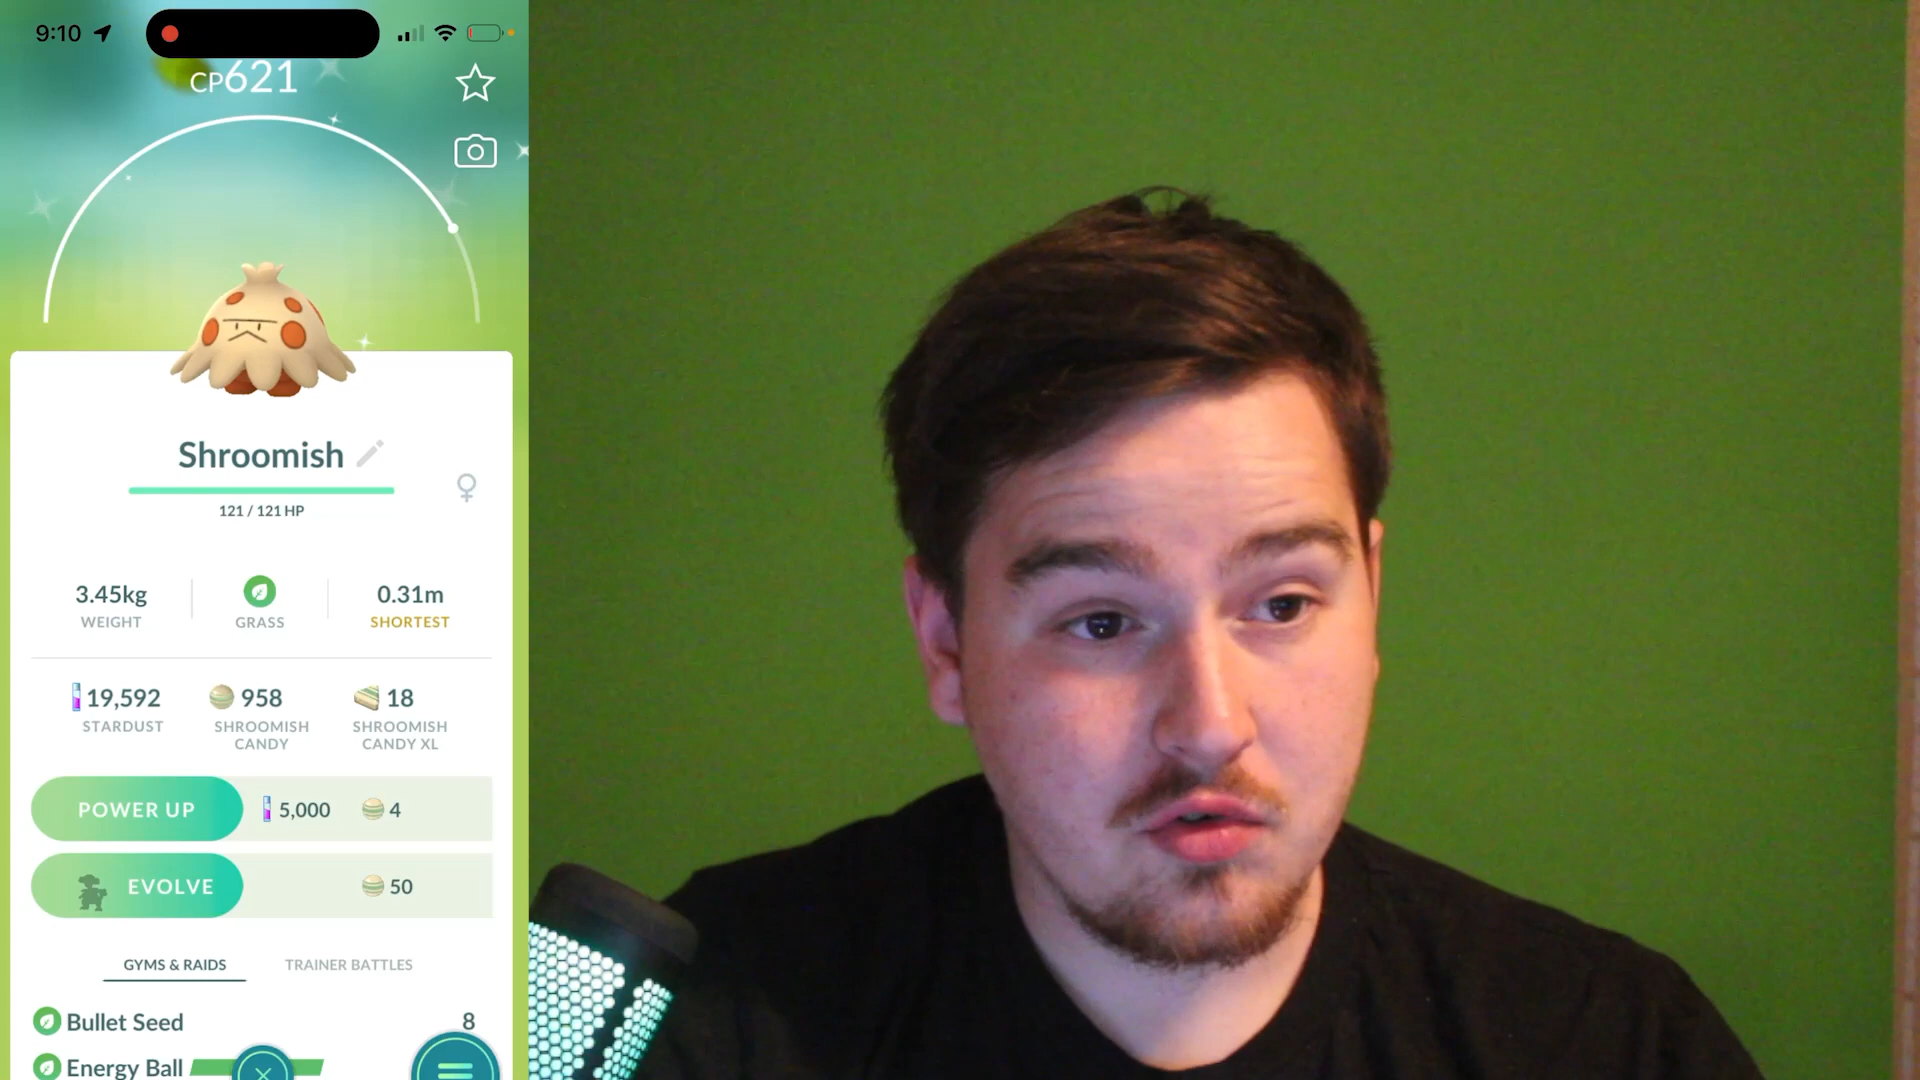 9:10
CP621
Shroomish
121 / 121 HP
3.45kg
WEIGHT
GRASS
0.31m
SHORTEST
19,592
STARDUST
958
SHROOMISH
CANDY
18
SHROOMISH
CANDY XL
POWER UP 5,000 4
EVOLVE 50
GYMS & RAIDS TRAINER BATTLES
Bullet Seed 8
Energy Ball